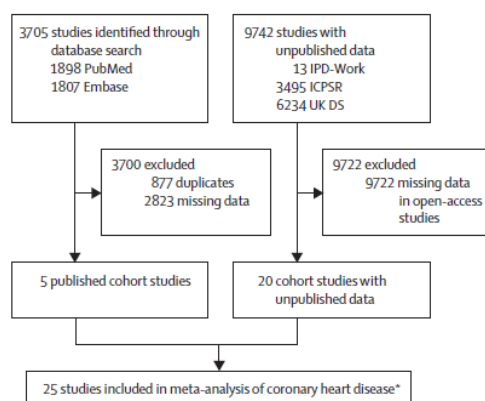 3705 studies identified through
database search
1898 PubMed
1807 Embase
9742 studies with
unpublished data
13 IPD-Work
3495 ICPSR
6234 UK DS
3700 excluded
877 duplicates
2823 missing data
9722 excluded
9722 missing data
in open-access
studies
5 published cohort studies
20 cohort studies with
unpublished data
25 studies included in meta-analysis of coronary heart disease*